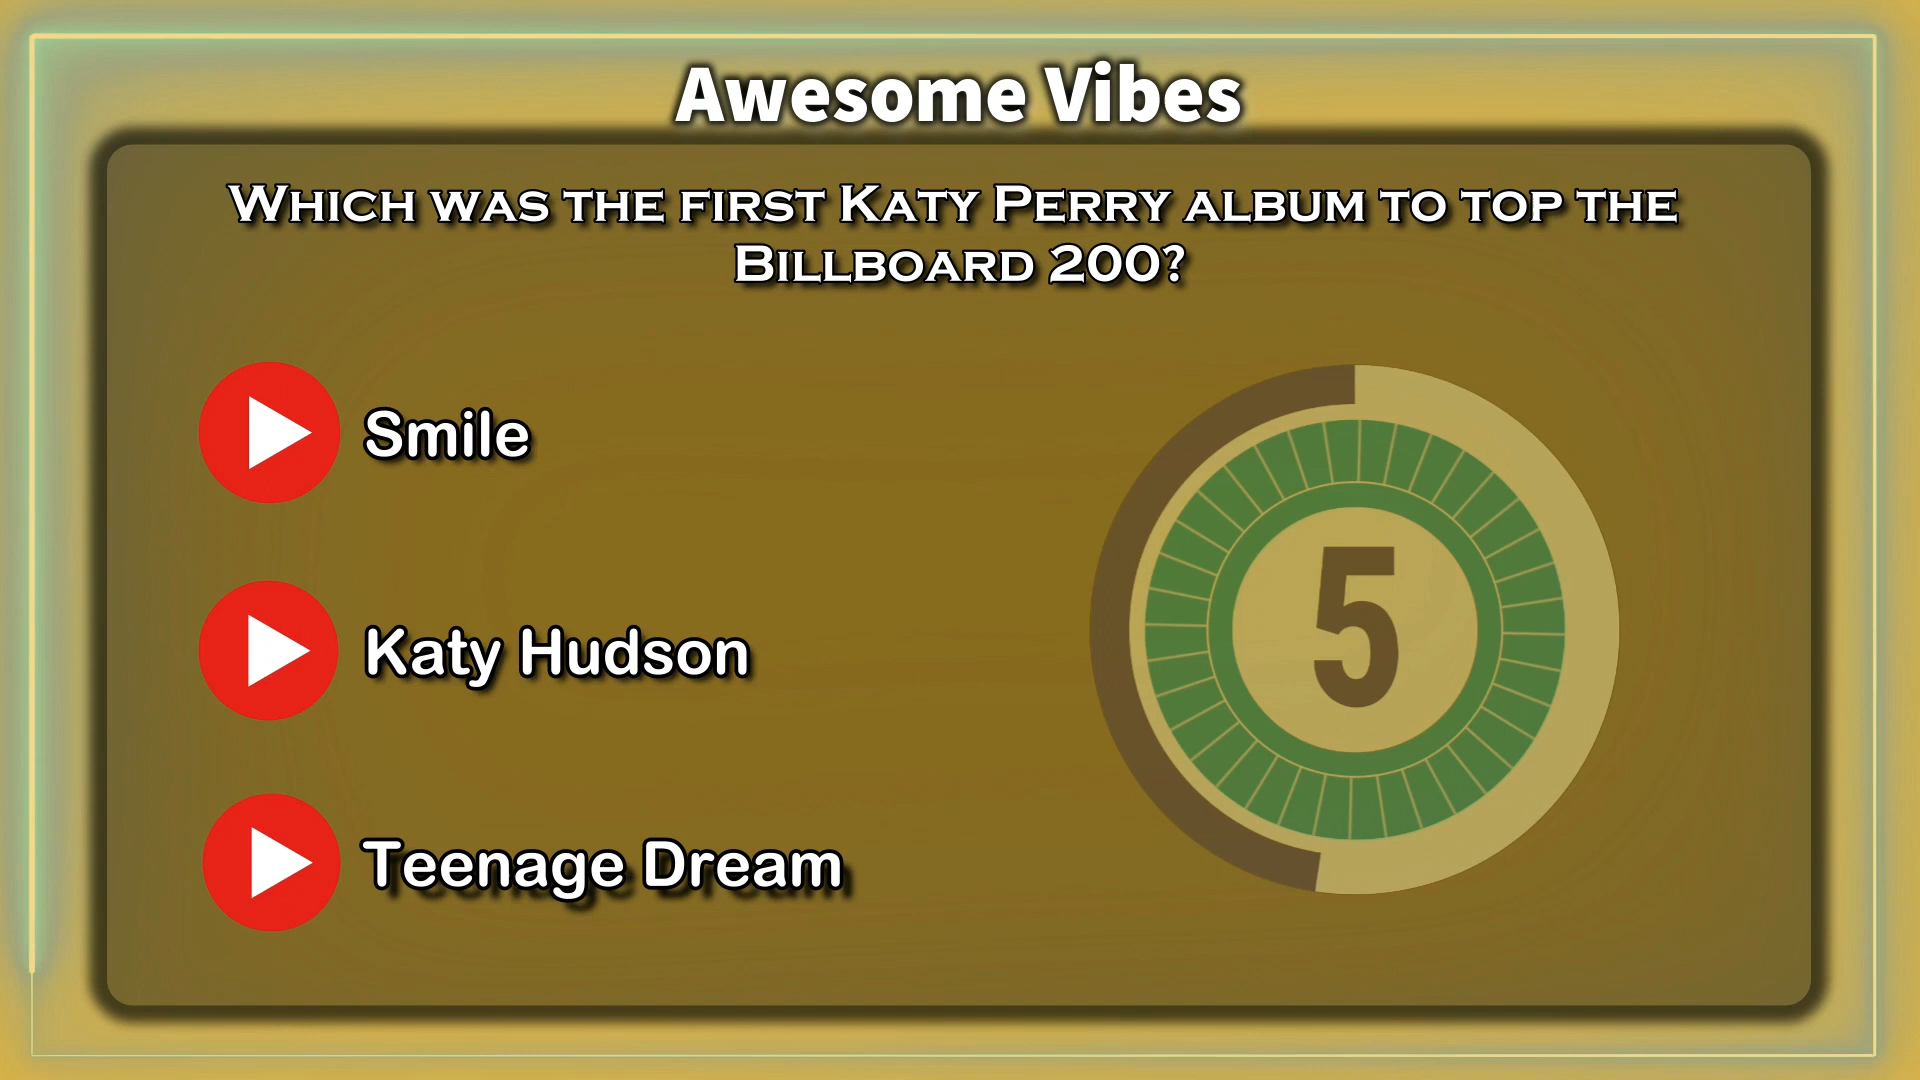 Awesome Vibes
Which was the first Katy Perry album to top the
Billboard 200?
Smile
Katy Hudson
5
Teenage Dream